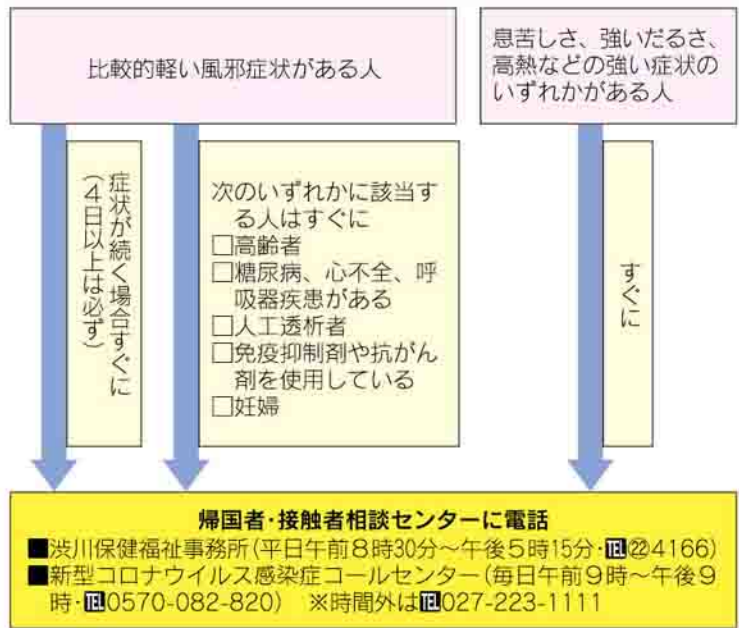 比較的軽い風邪症状がある人
息苦しさ、強いだるさ、
高熱などの強い症状の
いずれかがある人
症状が続く場合すぐに
(4日以上は必ず)
次のいずれかに該当す
る人はすぐに
□高齢者
□糖尿病、心不全、呼
吸器疾患がある
□人工透析者
□免疫抑制剤や抗がん
剤を使用している
□妊婦
すぐに
帰国者・接触者相談センターに電話
■渋川保健福祉事務所(平日午前8時30分～午後5時15分・℡㉒4166)
■新型コロナウイルス感染症コールセンター(毎日午前9時～午後9
時・℡0570-082-820) ※時間外は℡027-223-1111